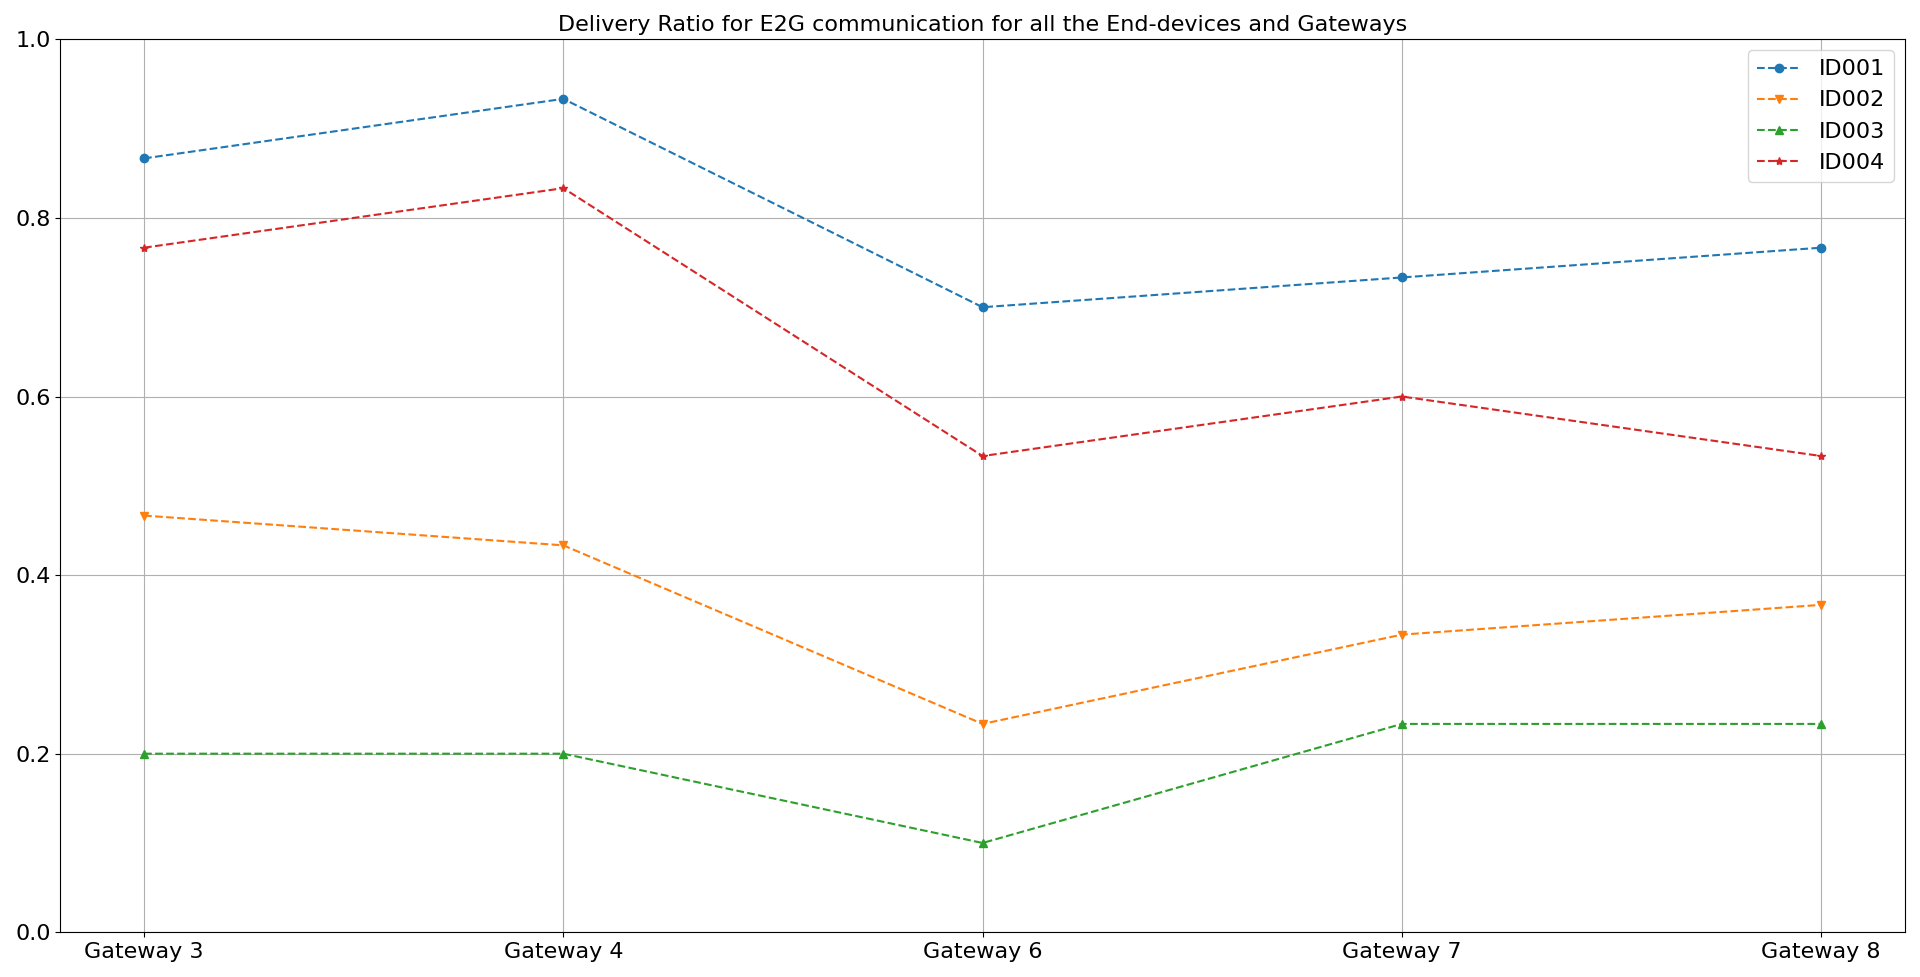 Delivery Ratio for E2G communication for all the End-devices and Gateways
1.0
0.8
0.6
0.4
0.2
0.0
ID001
ID002
ID003
ID004
Gateway 3
Gateway 4
Gateway 6
Gateway 7
Gateway 8